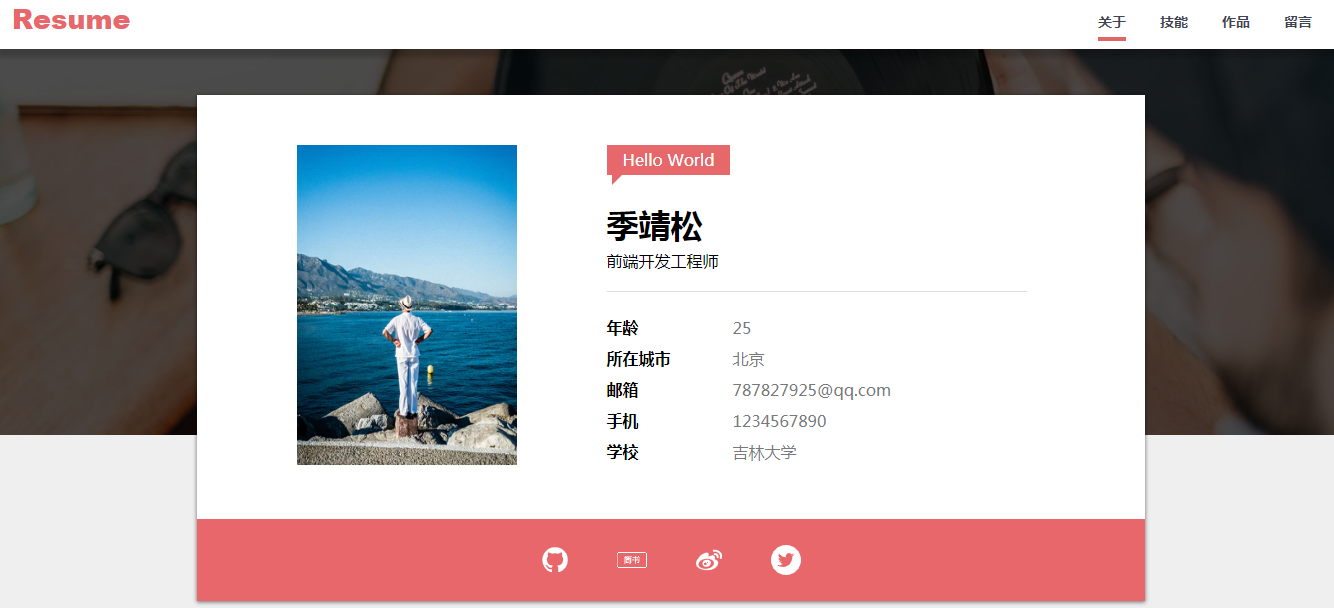 Resume
关于 技能 作品 留言
Hello World
季靖松
前端开发工程师
年龄 25
所在城市 北京
邮箱 787827925@qq.com
手机 1234567890
学校 吉林大学
简书